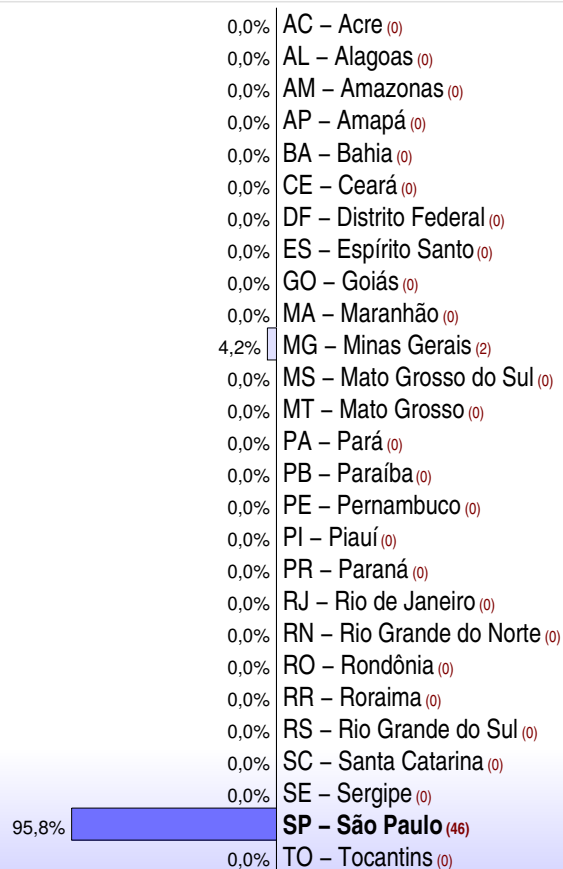 0,0% AC – Acre (0)
0,0% AL – Alagoas (0)
0,0% AM – Amazonas (0)
0,0% AP – Amapá (0)
0,0% BA – Bahia (0)
0,0% CE – Ceará (0)
0,0% DF – Distrito Federal (0)
0,0% ES – Espírito Santo (0)
0,0% GO – Goiás (0)
0,0% MA – Maranhão (0)
4,2% MG – Minas Gerais (2)
0,0% MS – Mato Grosso do Sul (0)
0,0% MT – Mato Grosso (0)
0,0% PA – Pará (0)
0,0% PB – Paraíba (0)
0,0% PE – Pernambuco (0)
0,0% PI – Piauí (0)
0,0% PR – Paraná (0)
0,0% RJ – Rio de Janeiro (0)
0,0% RN – Rio Grande do Norte (0)
0,0% RO – Rondônia (0)
0,0% RR – Roraima (0)
0,0% RS – Rio Grande do Sul (0)
0,0% SC – Santa Catarina (0)
0,0% SE – Sergipe (0)
95,8% SP – São Paulo (46)
0,0% TO – Tocantins (0)